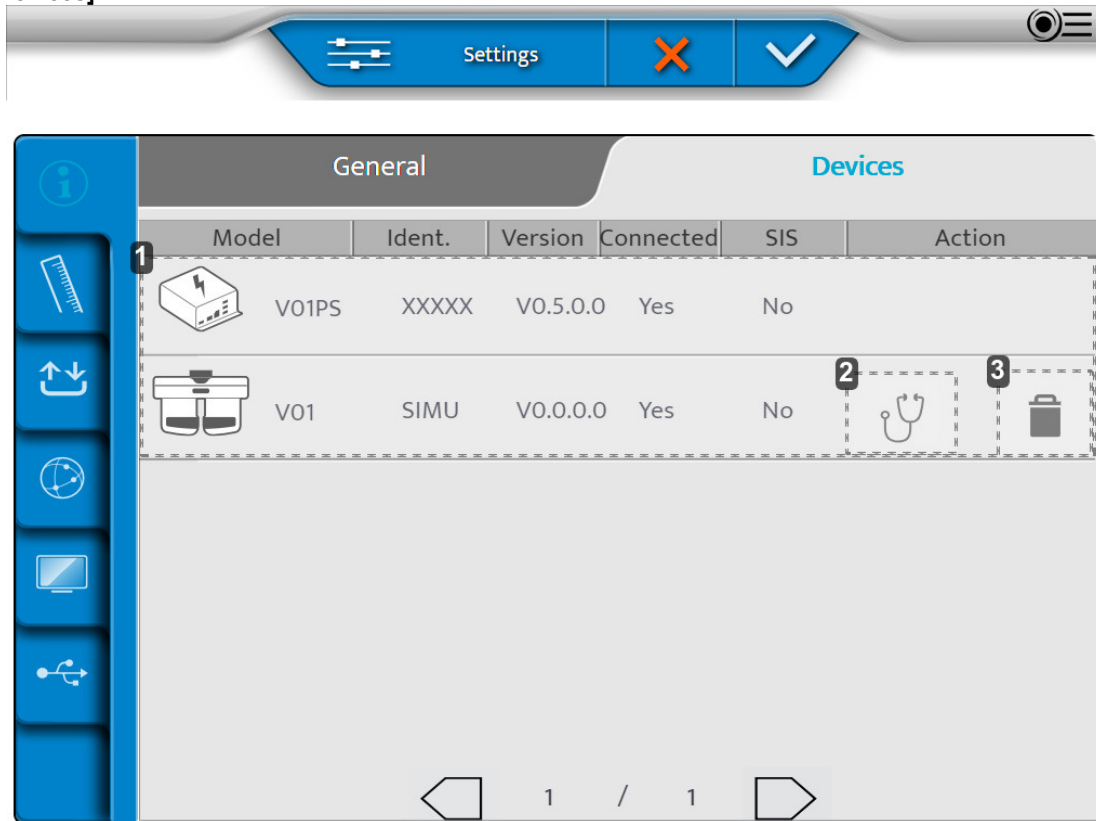 Settings
General Devices
Model Ident. Version Connected SIS Action
1
V01PS XXXXX V0.5.0.0 Yes No
2 3
V01 SIMU V0.0.0.0 Yes No
1 / 1